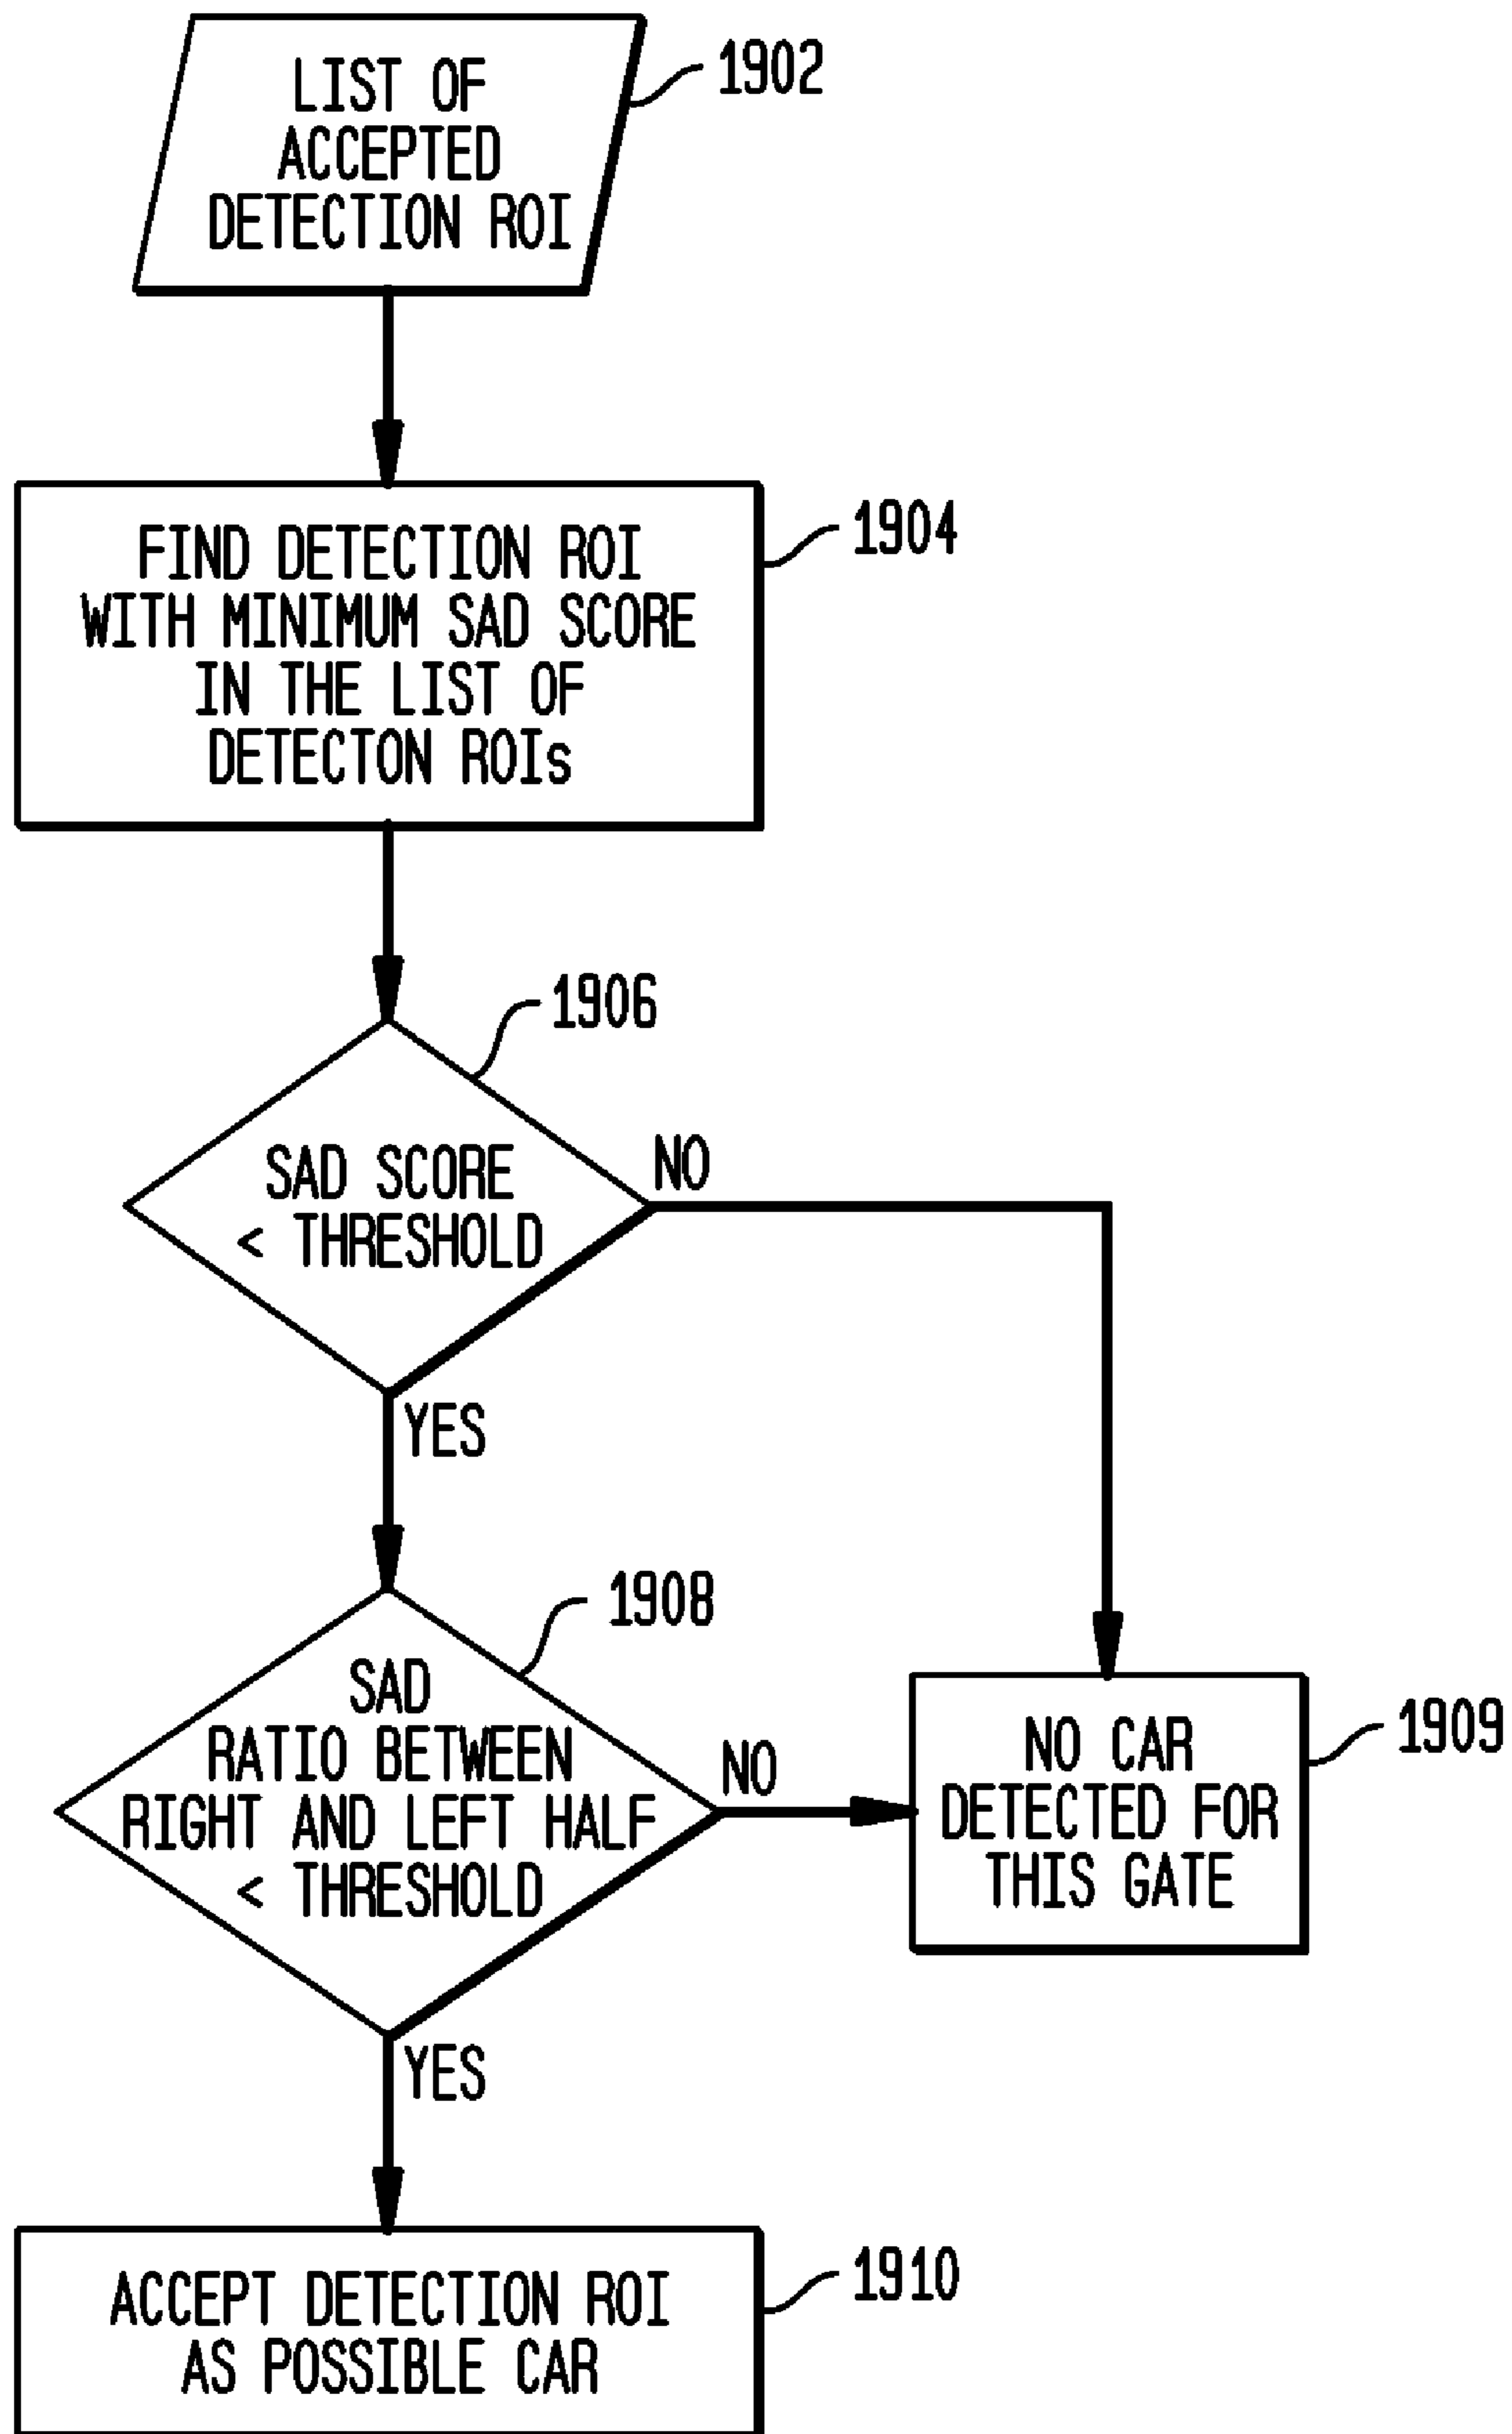 LIST OF
ACCEPTED
DETECTION ROI
1902
FIND DETECTION ROI
WITH MINIMUM SAD SCORE
IN THE LIST OF
DETECTON ROIs
1904
1906
SAD SCORE
< THRESHOLD
NO
YES
1908
SAD
RATIO BETWEEN
RIGHT AND LEFT HALF
< THRESHOLD
NO
NO CAR
DETECTED FOR
THIS GATE
1909
YES
ACCEPT DETECTION ROI
AS POSSIBLE CAR
1910